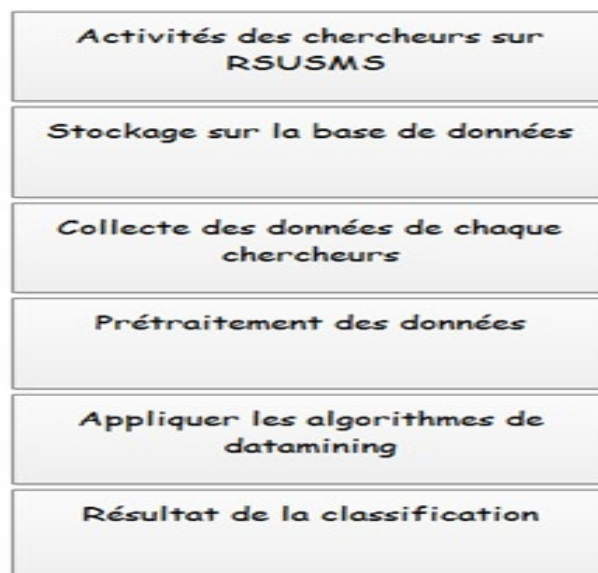 Activités des chercheurs sur
RSUSMS
Stockage sur la base de données
Collecte des données de chaque
chercheurs
Prétraitement des données
Appliquer les algorithmes de
datamining
Résultat de la classification